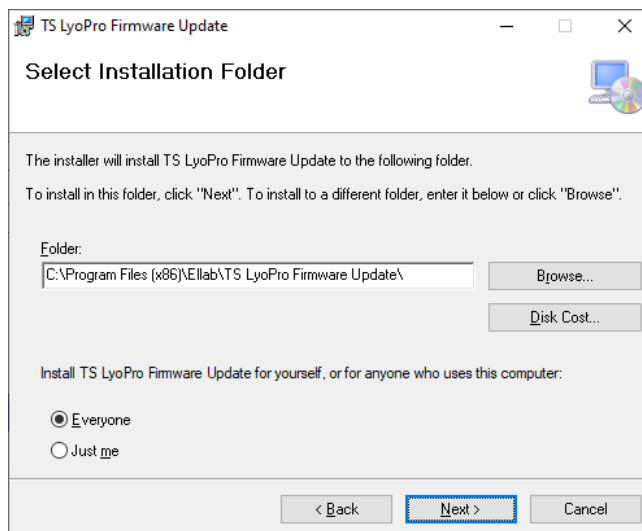 TS LyoPro Firmware Update
Select Installation Folder
The installer will install TS LyoPro Firmware Update to the following folder.
To install in this folder, click "Next". To install to a different folder, enter it below or click "Browse".
Folder:
C:\Program Files (x86)\Ellab\TS LyoPro Firmware Update\
Browse...
Disk Cost...
Install TS LyoPro Firmware Update for yourself, or for anyone who uses this computer:
Everyone
Just me
< Back
Next >
Cancel